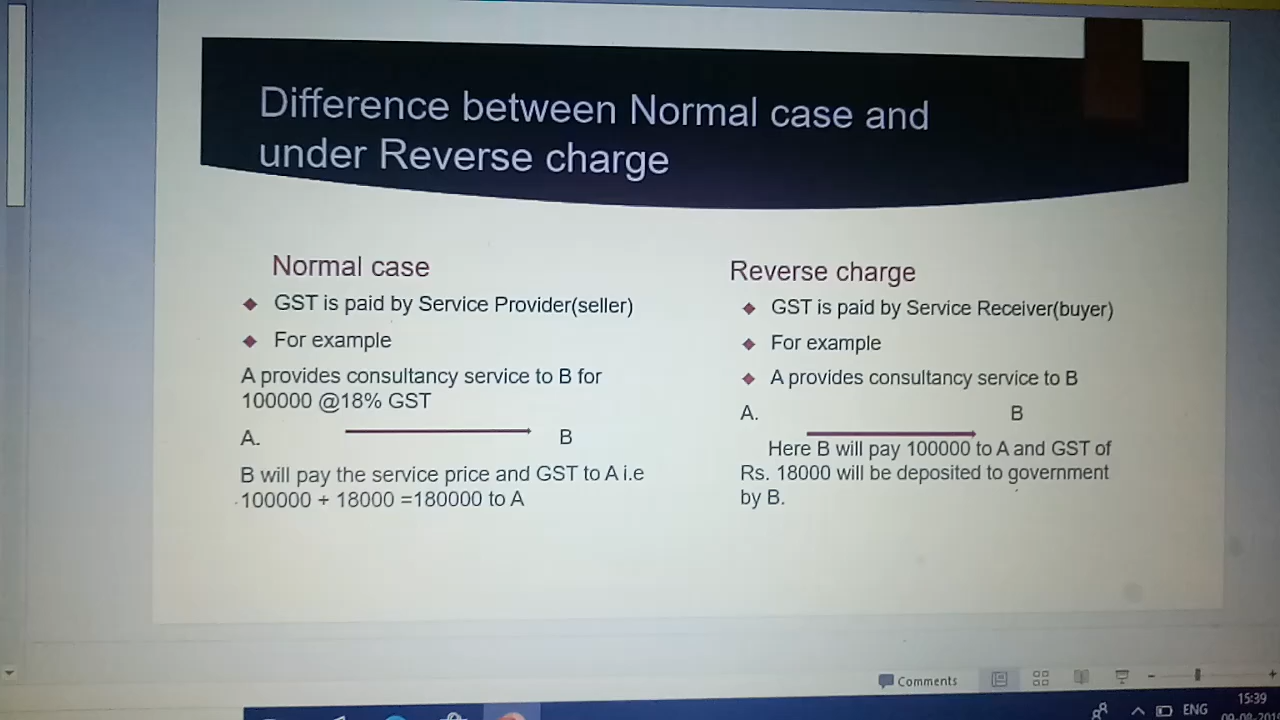 Difference between Normal case and
under Reverse charge
Normal case
GST is paid by Service Provider(seller)
For example
A provides consultancy service to B for
100000 @18% GST
A.
B
B will pay the service price and GST to A i.e
100000 + 18000 =180000 to A
Reverse charge
GST is paid by Service Receiver(buyer)
For example
A provides consultancy service to B
A.
B
Here B will pay 100000 to A and GST of
Rs. 18000 will be deposited to government
by B.
Comments
ENG
15:39